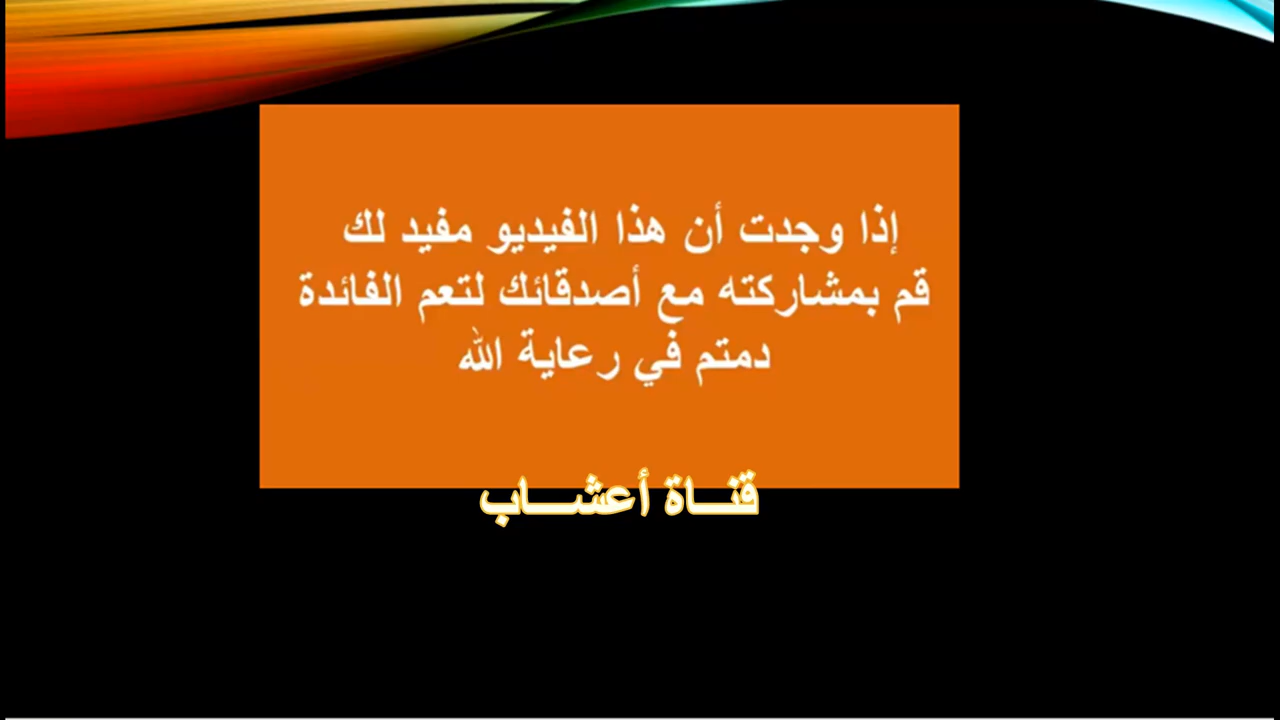 إذا وجدت أن هذا الفيديو مفيد لك
قم بمشاركته مع أصدقائك لتعم الفائدة
دمتم في رعاية الله
قنــاة أعشــاب